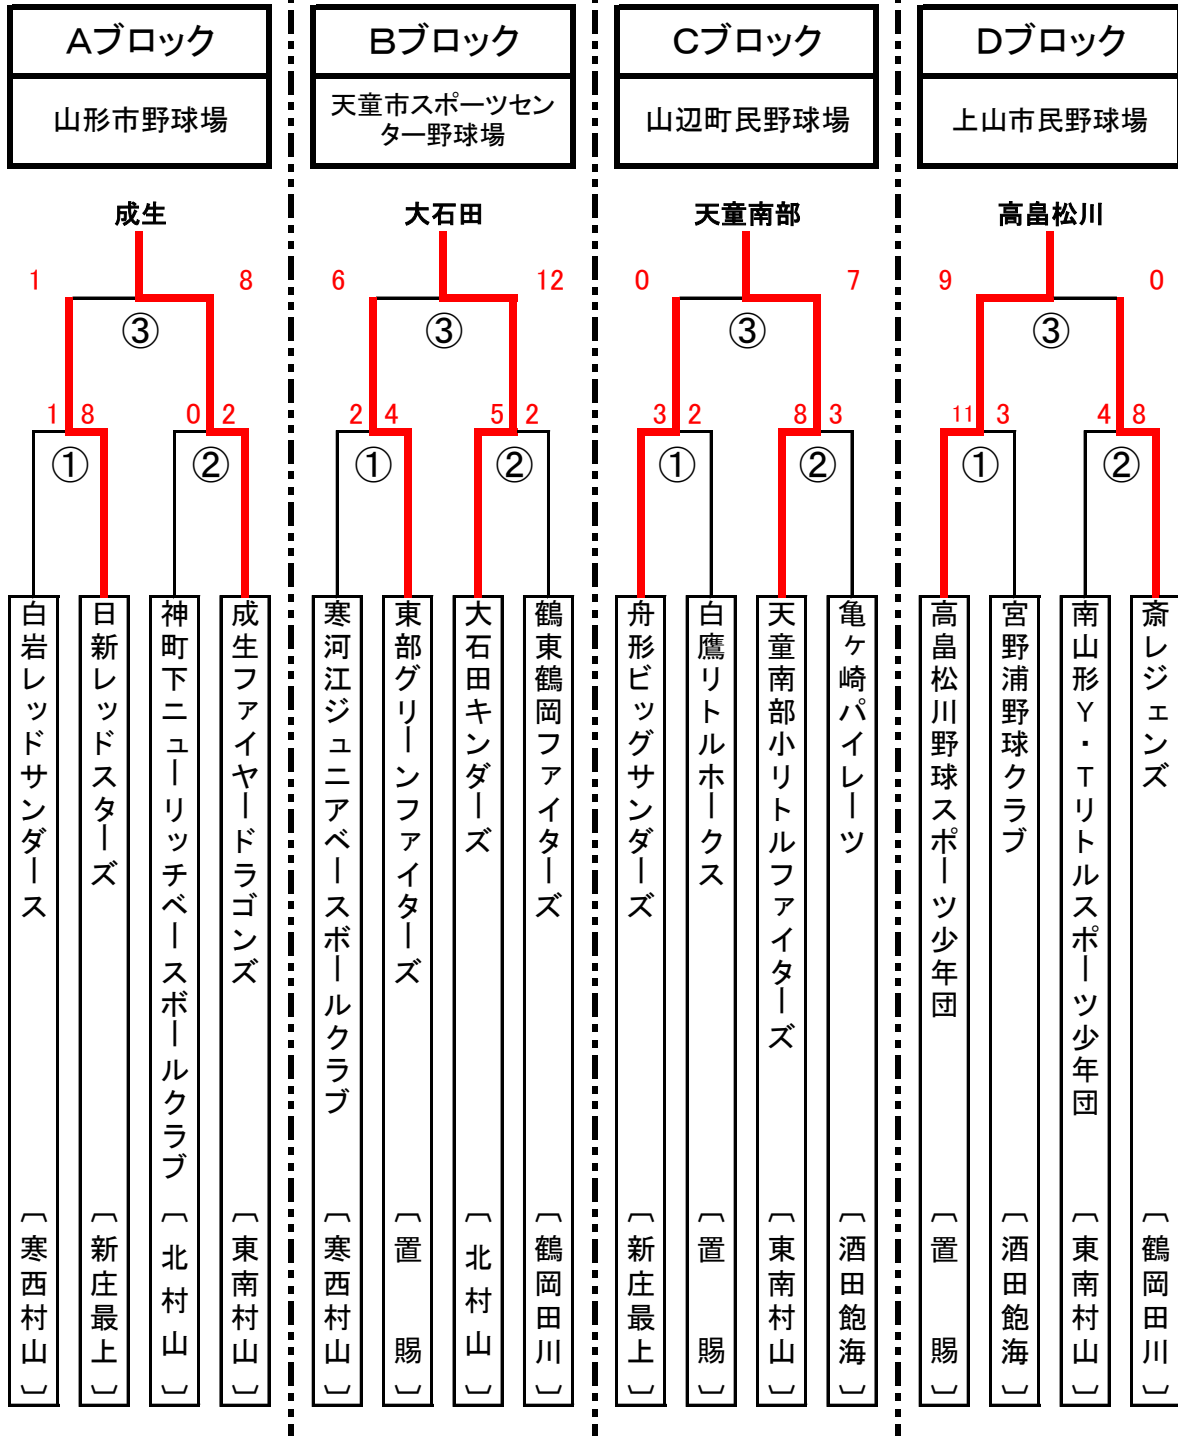 Aブロック
山形市野球場
成生
1 8
③
1 8 0 2
① ②
白岩レッドサンダース
〔寒西村山〕
日新レッドスターズ
〔新庄最上〕
神町下ニューリッチベースボールクラブ
〔北村山〕
成生ファイヤードラゴンズ
〔東南村山〕
Bブロック
天童市スポーツセン
ター野球場
大石田
6 12
③
2 4 5 2
① ②
寒河江ジュニアベースボールクラブ
〔寒西村山〕
東部グリーンファイターズ
〔置賜〕
大石田キンダーズ
〔北村山〕
鶴東鶴岡ファイターズ
〔鶴岡田川〕
Cブロック
山辺町民野球場
天童南部
0 7
③
3 2 8 3
① ②
舟形ビッグサンダーズ
〔新庄最上〕
白鷹リトルホークス
〔置賜〕
天童南部小リトルファイターズ
〔東南村山〕
亀ヶ崎パイレーツ
〔酒田飽海〕
Dブロック
上山市民野球場
高畠松川
9 0
③
11 3 4 8
① ②
高畠松川野球スポーツ少年団
〔置賜〕
宮野浦野球クラブ
〔酒田飽海〕
南山形Y・Tリトルスポーツ少年団
〔東南村山〕
斎レジェンズ
〔鶴岡田川〕